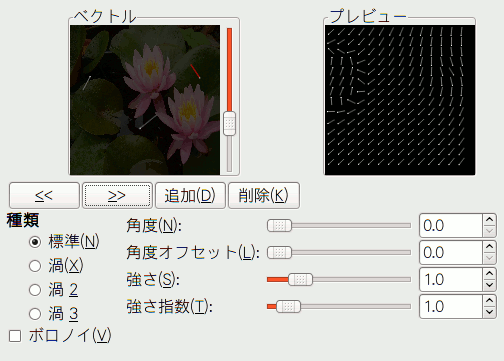 ベクトル
プレビュー
<< >> 追加(D) 削除(K)
種類
標準(N)
渦(X)
渦 2
渦 3
ボロノイ(V)
角度(N): 0.0
角度オフセット(L): 0.0
強さ(S): 1.0
強さ指数(T): 1.0